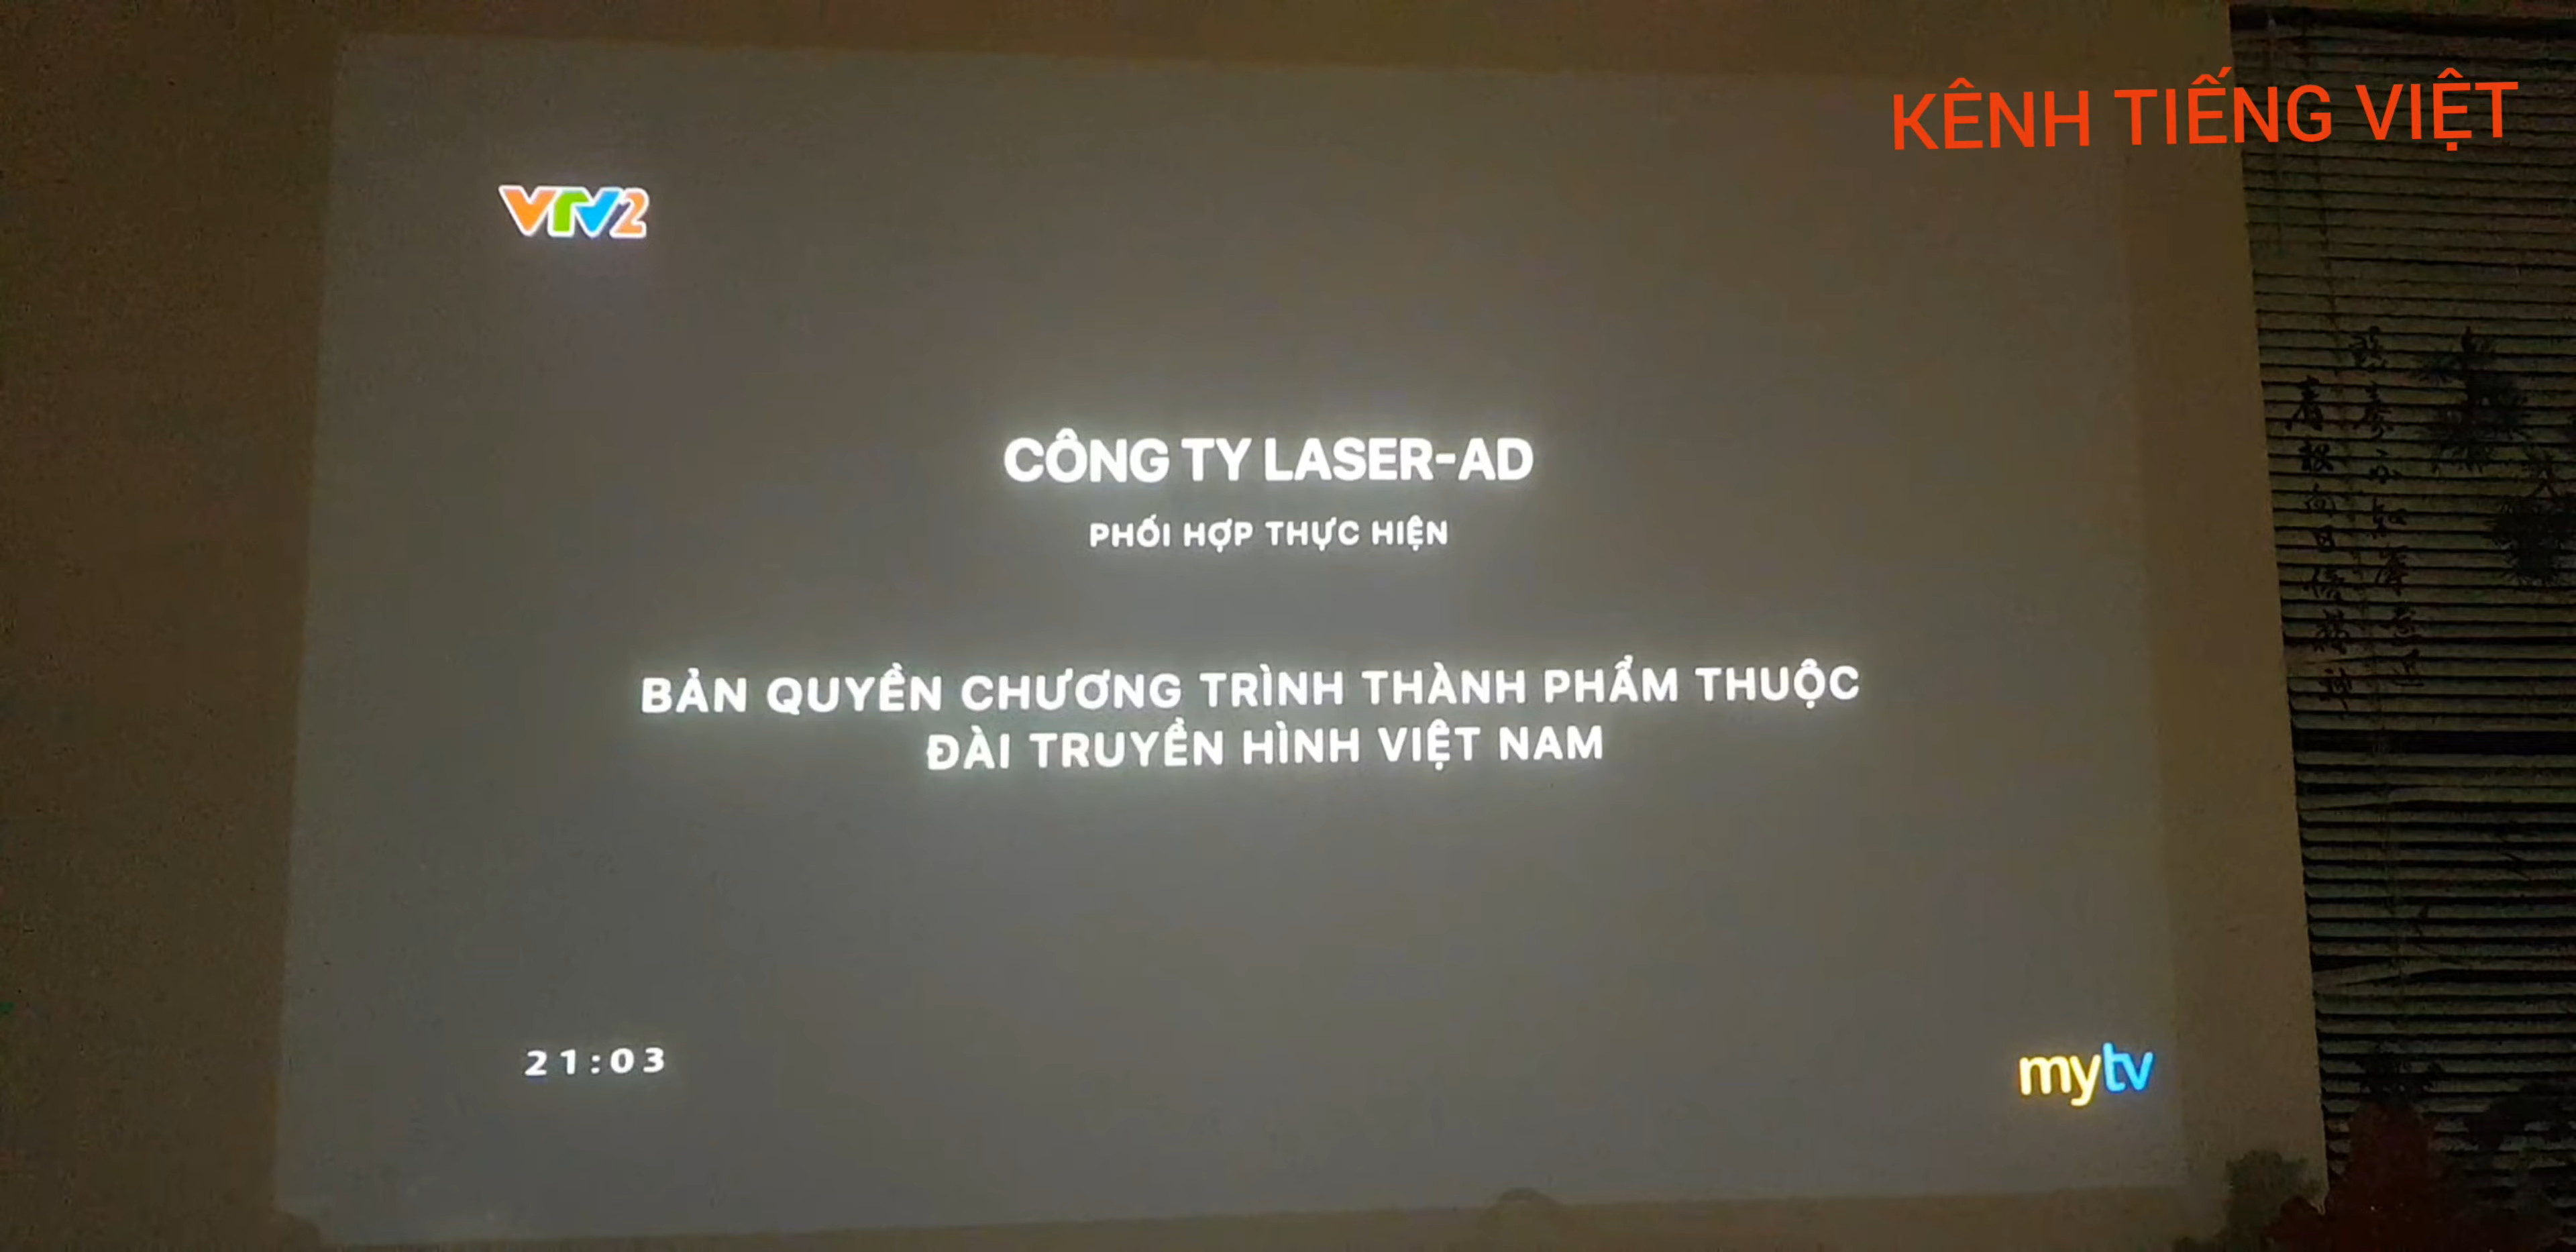 KÊNH TIẾNG VIỆT
VTV2
CÔNG TY LASER-AD
PHỐI HỢP THỰC HIỆN
BẢN QUYỀN CHƯƠNG TRÌNH THÀNH PHẨM THUỘC
ĐÀI TRUYỀN HÌNH VIỆT NAM
21:03
mytv